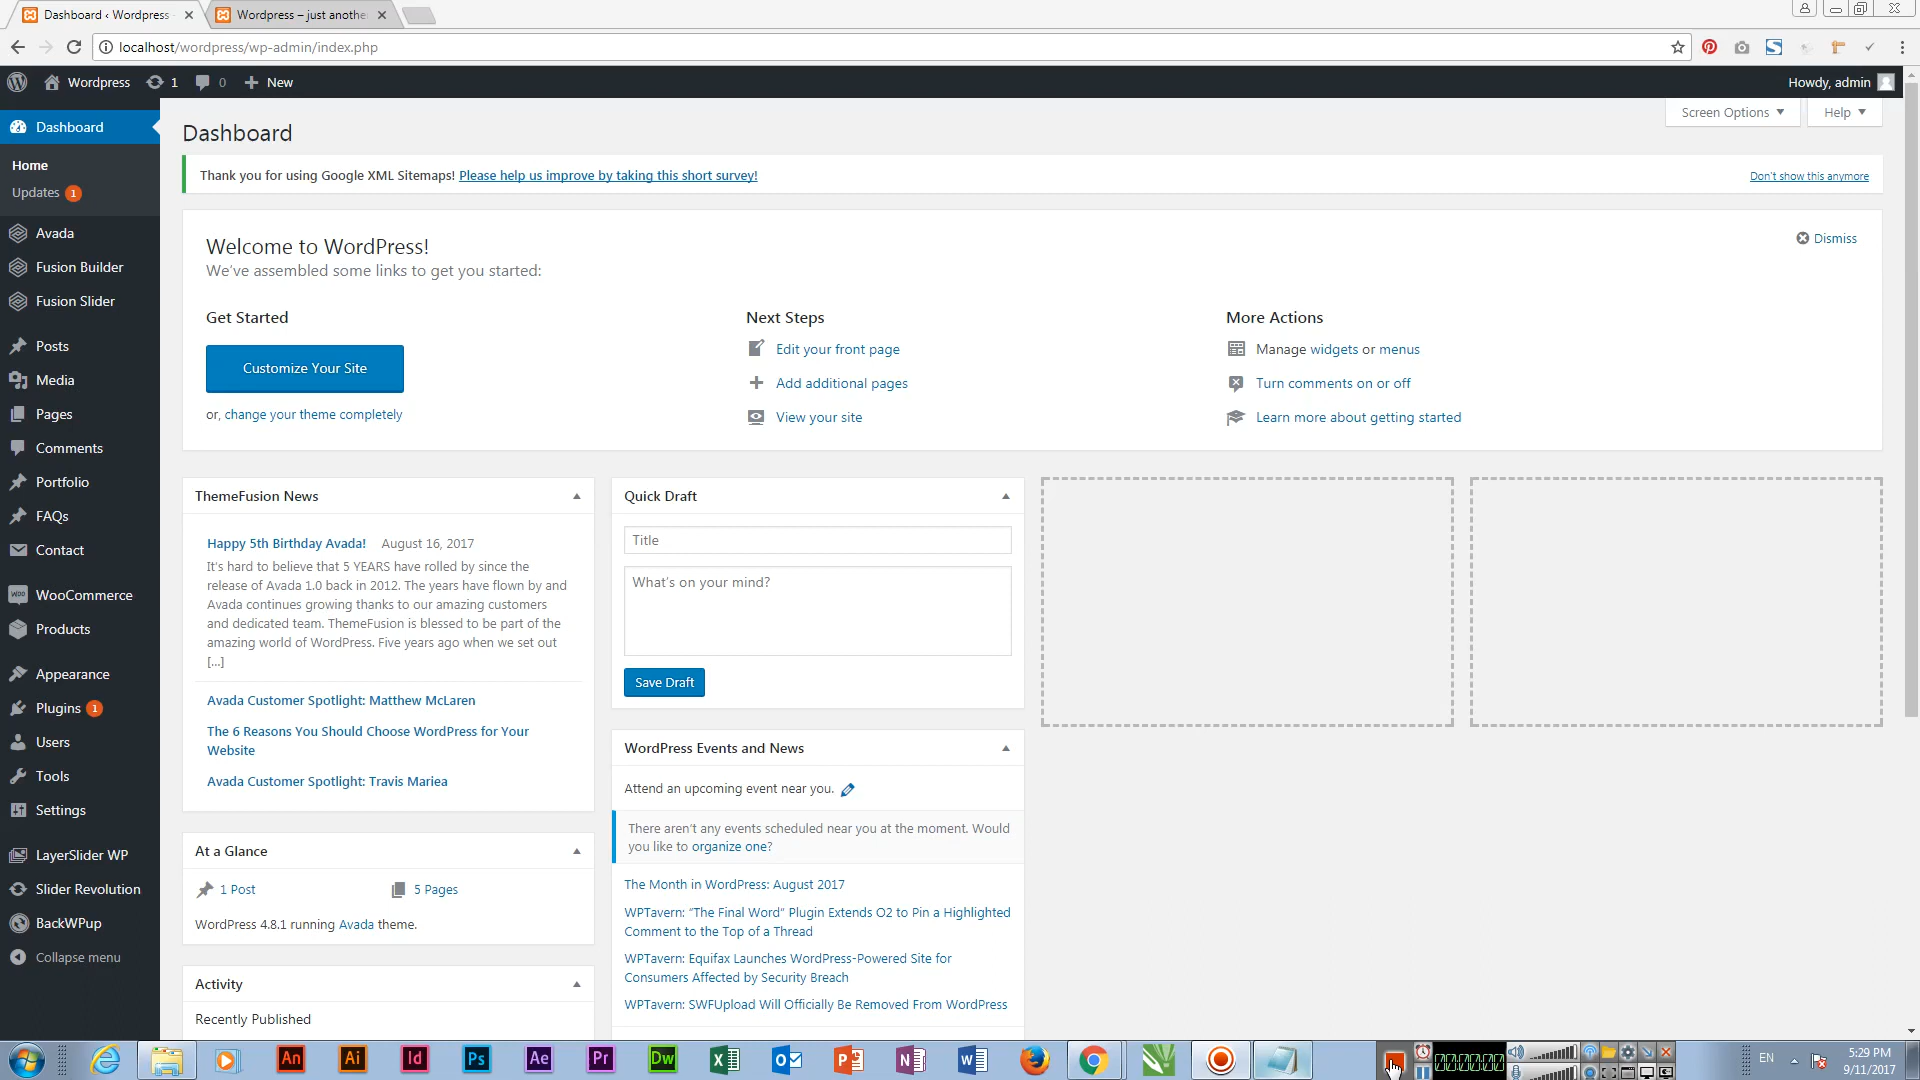 Dashboard ‹ Wordpress
Wordpress – just anothe
localhost/wordpress/wp-admin/index.php
Wordpress 1 0 New
Howdy, admin
Dashboard
Home
Updates 1
Avada
Fusion Builder
Fusion Slider
Posts
Media
Pages
Comments
Portfolio
FAQs
Contact
WooCommerce
Products
Appearance
Plugins 1
Users
Tools
Settings
LayerSlider WP
Slider Revolution
BackWPup
Collapse menu
Screen Options
Help
Dashboard
Thank you for using Google XML Sitemaps! Please help us improve by taking this short survey!
Don't show this anymore
Welcome to WordPress!
We've assembled some links to get you started:
Dismiss
Get Started
Customize Your Site
or, change your theme completely
Next Steps
Edit your front page
Add additional pages
View your site
More Actions
Manage widgets or menus
Turn comments on or off
Learn more about getting started
ThemeFusion News
Happy 5th Birthday Avada! August 16, 2017
It's hard to believe that 5 YEARS have rolled by since the
release of Avada 1.0 back in 2012. The years have flown by and
Avada continues growing thanks to our amazing customers
and dedicated team. ThemeFusion is blessed to be part of the
amazing world of WordPress. Five years ago when we set out
[...]
Avada Customer Spotlight: Matthew McLaren
The 6 Reasons You Should Choose WordPress for Your
Website
Avada Customer Spotlight: Travis Mariea
At a Glance
1 Post
5 Pages
WordPress 4.8.1 running Avada theme.
Activity
Recently Published
Quick Draft
Title
What's on your mind?
Save Draft
WordPress Events and News
Attend an upcoming event near you.
There aren't any events scheduled near you at the moment. Would
you like to organize one?
The Month in WordPress: August 2017
WPTavern: “The Final Word” Plugin Extends O2 to Pin a Highlighted
Comment to the Top of a Thread
WPTavern: Equifax Launches WordPress-Powered Site for
Consumers Affected by Security Breach
WPTavern: SWFUpload Will Officially Be Removed From WordPress
An
Ai
Id
Ps
Ae
Pr
Dw
EN
5:29 PM
9/11/2017